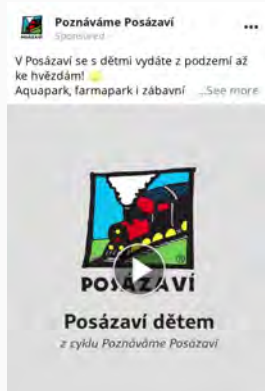 Poznáváme Posázaví
Sponsored
V Posázaví se s dětmi vydáte z podzemí až
ke hvězdám!
Aquapark, farmapark i zábavní ...See more
POSÁZAVÍ
Posázaví dětem
z cyklu Poznáváme Posázaví